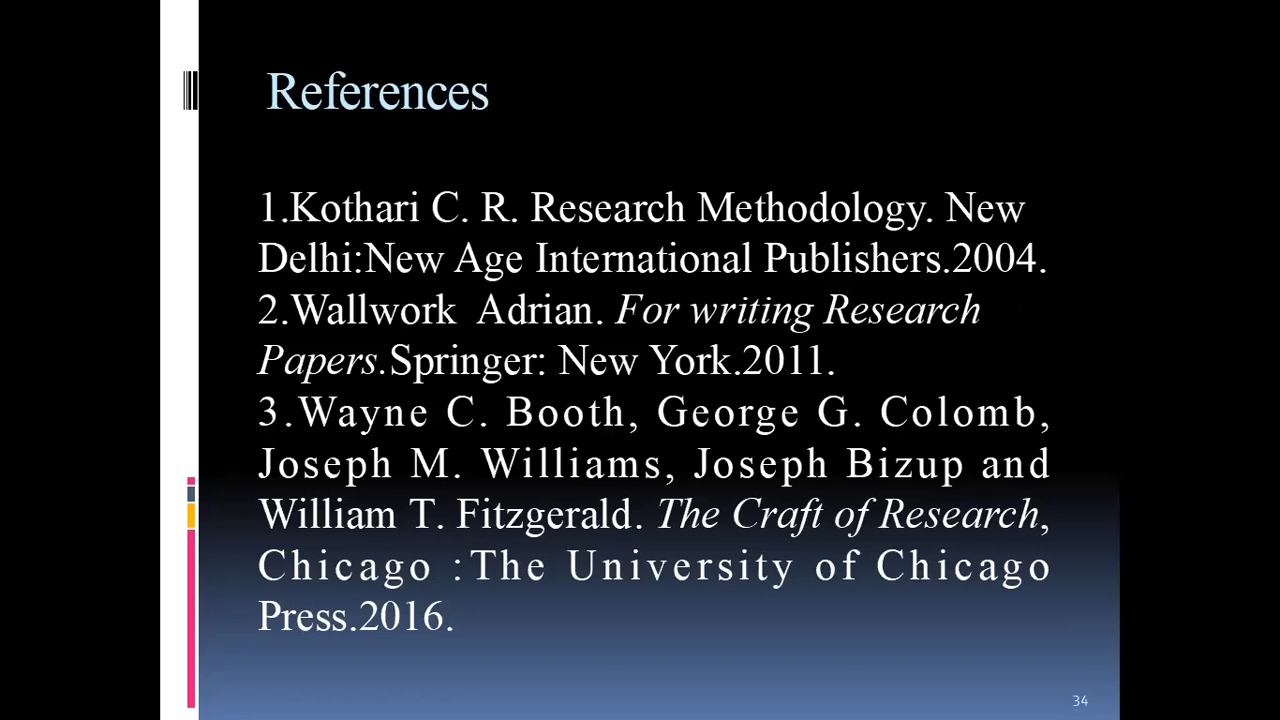 References
1.Kothari C. R. Research Methodology. New
Delhi:New Age International Publishers.2004.
2.Wallwork Adrian. For writing Research
Papers.Springer: New York.2011.
3.Wayne C. Booth, George G. Colomb,
Joseph M. Williams, Joseph Bizup and
William T. Fitzgerald. The Craft of Research,
Chicago :The University of Chicago
Press.2016.
34